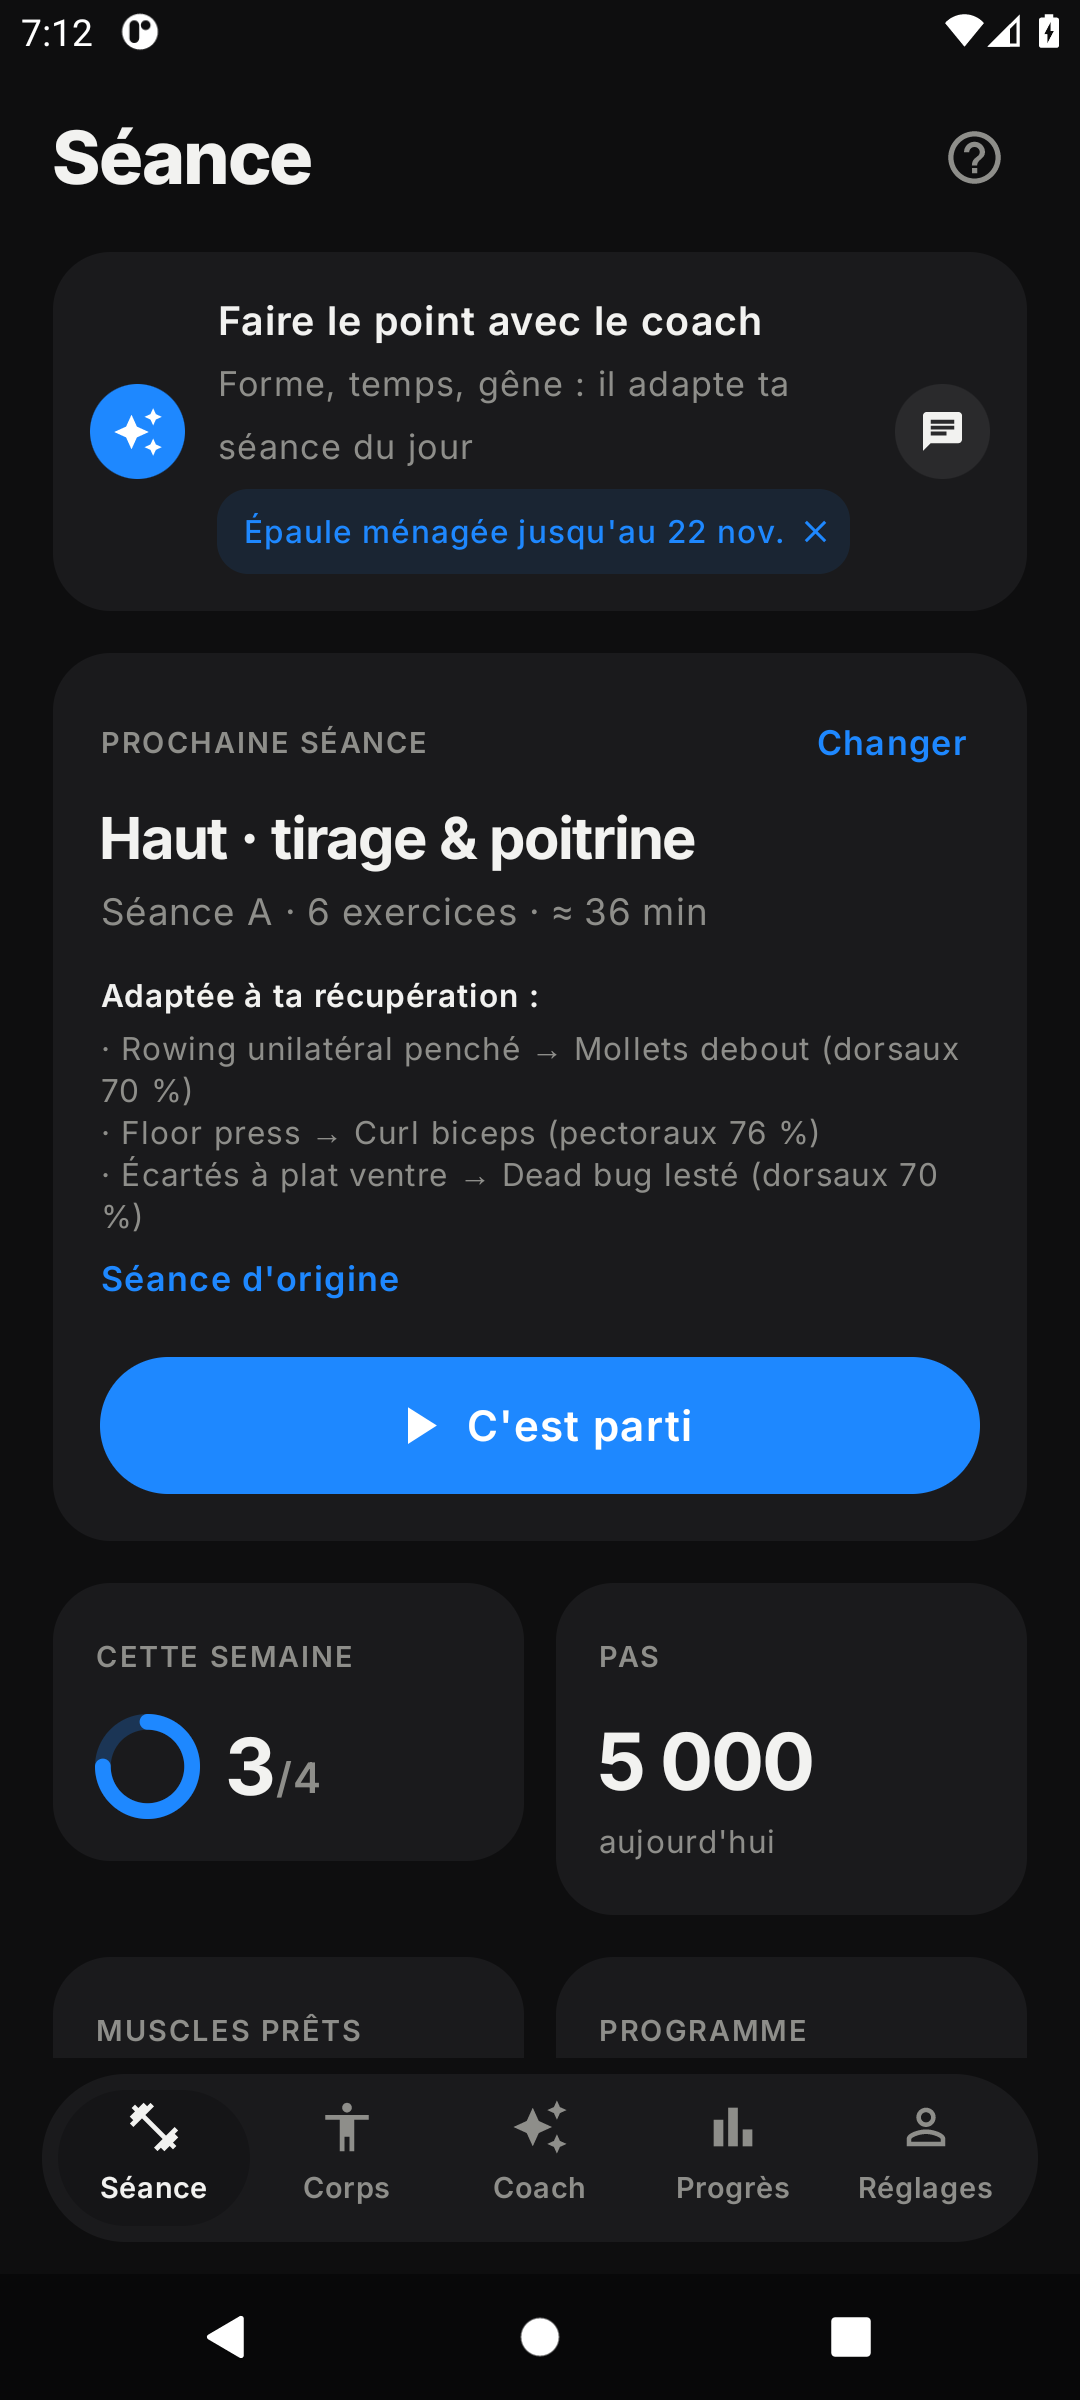 7:12
Séance
Faire le point avec le coach
Forme, temps, gêne : il adapte ta
séance du jour
Épaule ménagée jusqu'au 22 nov.
PROCHAINE SÉANCE
Changer
Haut · tirage & poitrine
Séance A · 6 exercices · ≈ 36 min
Adaptée à ta récupération :
· Rowing unilatéral penché → Mollets debout (dorsaux
70 %)
· Floor press → Curl biceps (pectoraux 76 %)
· Écartés à plat ventre → Dead bug lesté (dorsaux 70
%)
Séance d'origine
C'est parti
CETTE SEMAINE
3/4
PAS
5 000
aujourd'hui
MUSCLES PRÊTS
PROGRAMME
Séance
Corps
Coach
Progrès
Réglages